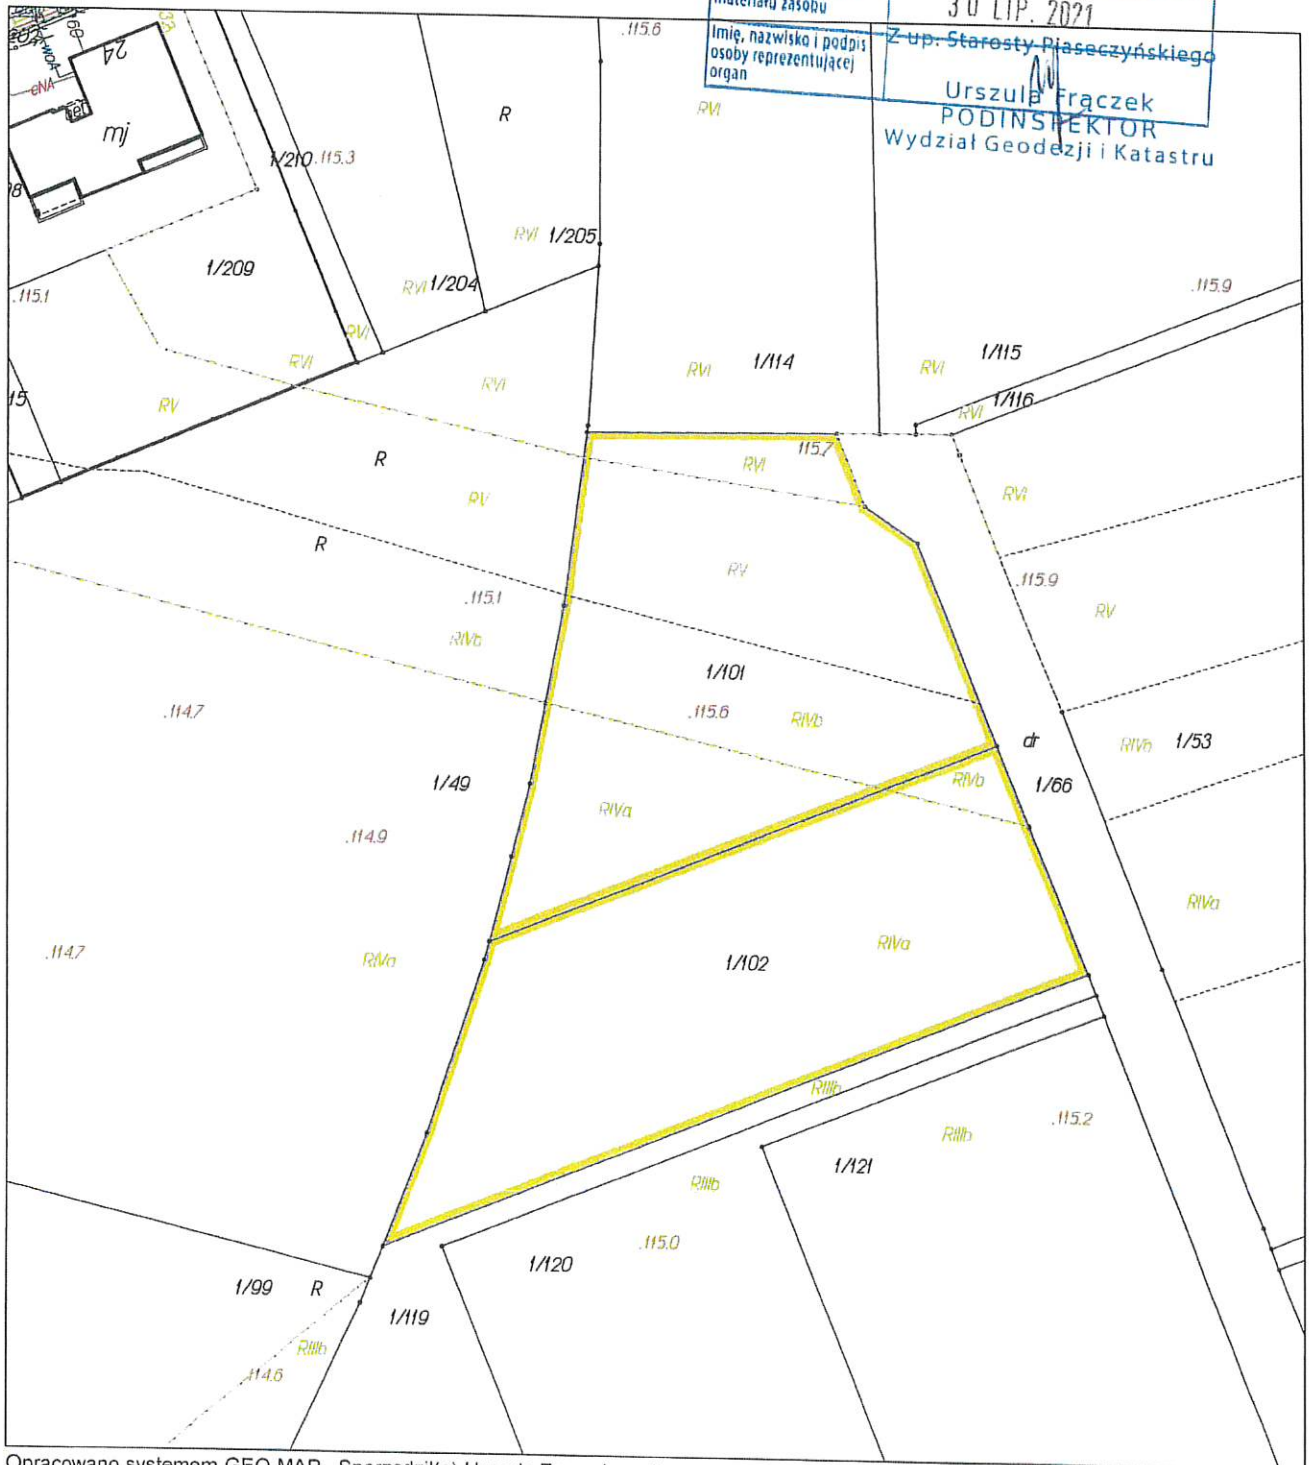 materiału zasobu
30 LIP. 2021
Imię, nazwisko i podpis
osoby reprezentującej
organ
Z up. Starosty Piaseczyńskiego
Urszula Frączek
PODINSPEKTOR
Wydział Geodezji i Katastru
.115.6
R
RVI
24
eNA
mj
33
1/210
.115.3
RVI
1/205
1/209
RVI
1/204
.115.1
.115.9
RVI
RVI
RV
RVI
RVI
1/114
RVI
1/115
RVI
1/116
15
R
115.7
RVI
RV
RVI
R
RV
.115.9
.115.1
RIVb
RV
1/101
.114.7
.115.6
RIVb
dr
RIVb
1/53
1/49
RIVb
1/66
RIVa
.114.9
RIVa
.114.7
RIVa
1/102
RIVa
RIIIb
.115.2
RIIIb
1/121
RIIIb
.115.0
1/120
1/99
R
1/119
RIIIb
.114.6